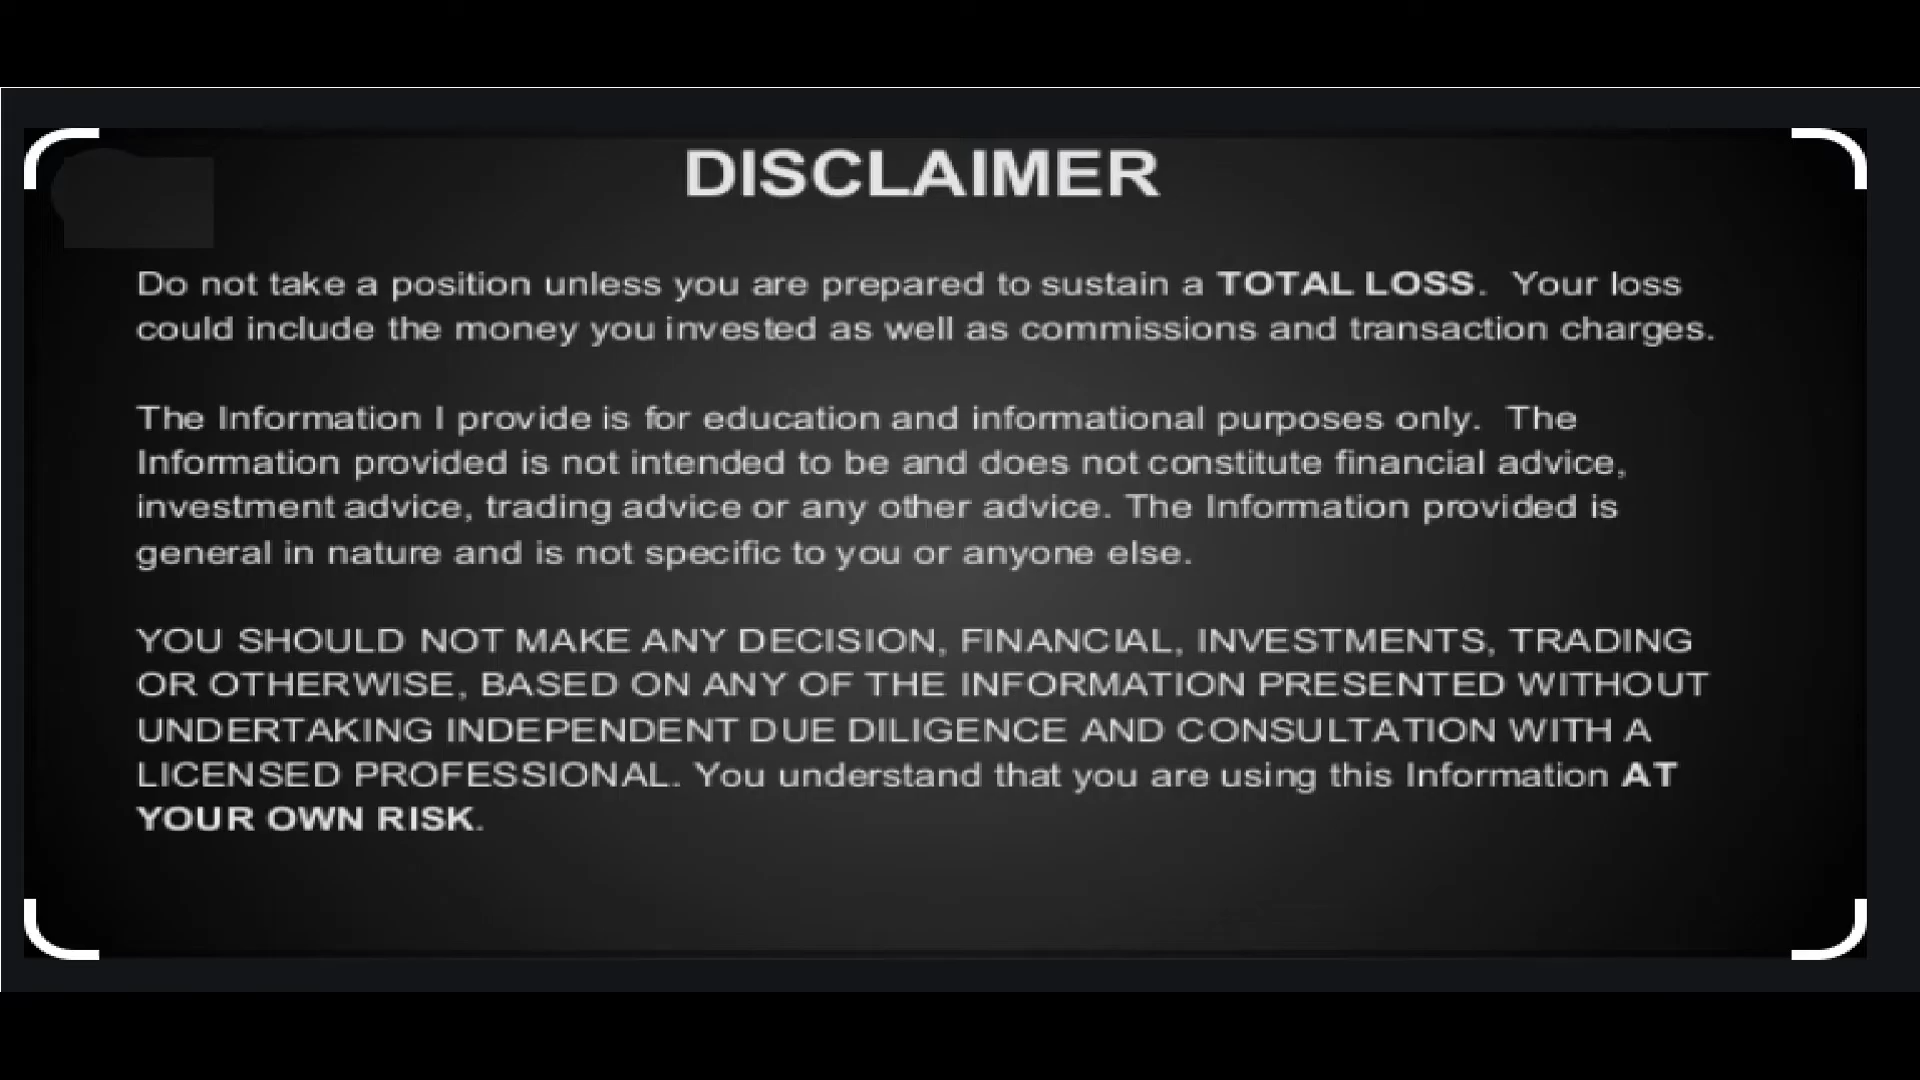 DISCLAIMER
Do not take a position unless you are prepared to sustain a TOTAL LOSS.  Your loss
could include the money you invested as well as commissions and transaction charges.
The Information I provide is for education and informational purposes only.  The
Information provided is not intended to be and does not constitute financial advice,
investment advice, trading advice or any other advice. The Information provided is
general in nature and is not specific to you or anyone else.
YOU SHOULD NOT MAKE ANY DECISION, FINANCIAL, INVESTMENTS, TRADING
OR OTHERWISE, BASED ON ANY OF THE INFORMATION PRESENTED WITHOUT
UNDERTAKING INDEPENDENT DUE DILIGENCE AND CONSULTATION WITH A
LICENSED PROFESSIONAL. You understand that you are using this Information AT
YOUR OWN RISK.